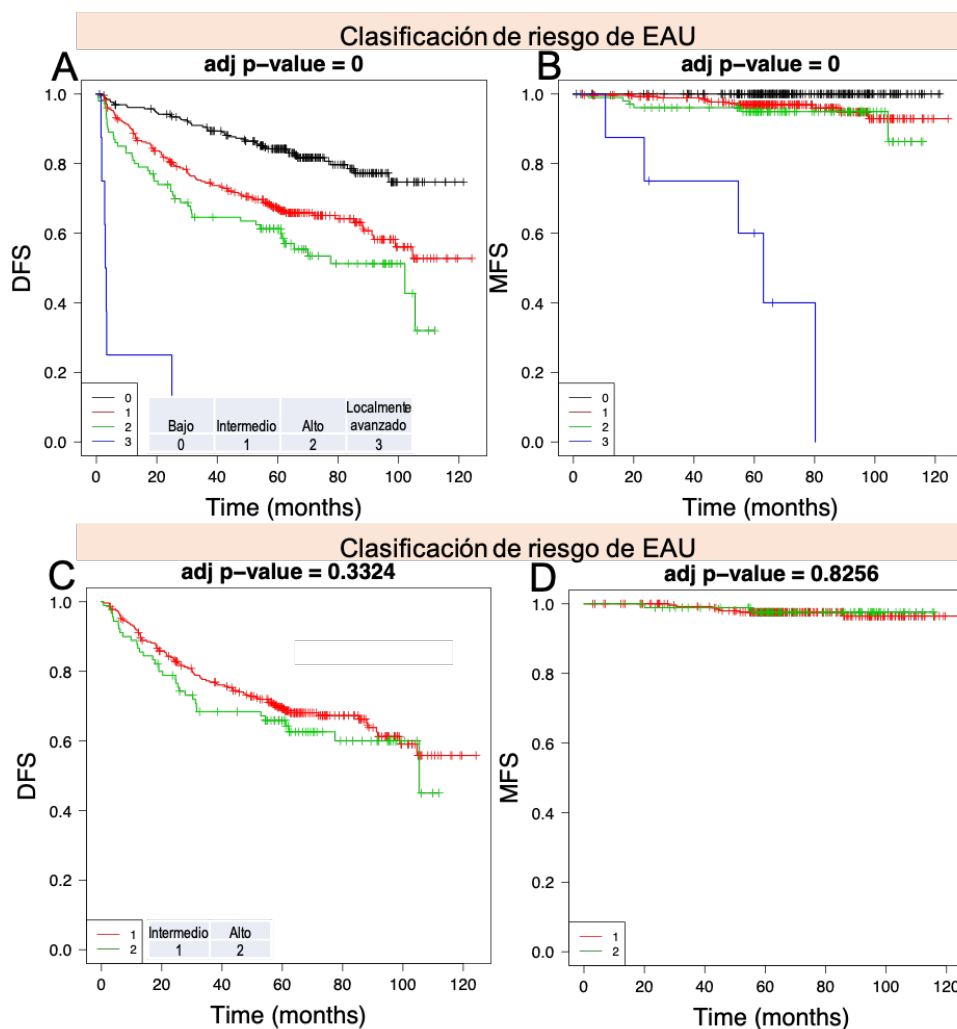 Clasificación de riesgo de EAU
A
adj p-value = 0
DFS
1.0
0.8
0.6
0.4
0.2
0.0
0
1
2
3
Bajo Intermedio Alto Localmente avanzado
0 1 2 3
0 20 40 60 80 100 120
Time (months)
B
adj p-value = 0
MFS
1.0
0.8
0.6
0.4
0.2
0.0
0
1
2
3
0 20 40 60 80 100 120
Time (months)
Clasificación de riesgo de EAU
C
adj p-value = 0.3324
DFS
1.0
0.8
0.6
0.4
0.2
0.0
1
2
Intermedio Alto
1 2
0 20 40 60 80 100 120
Time (months)
D
adj p-value = 0.8256
MFS
1.0
0.8
0.6
0.4
0.2
0.0
1
2
0 20 40 60 80 100 120
Time (months)